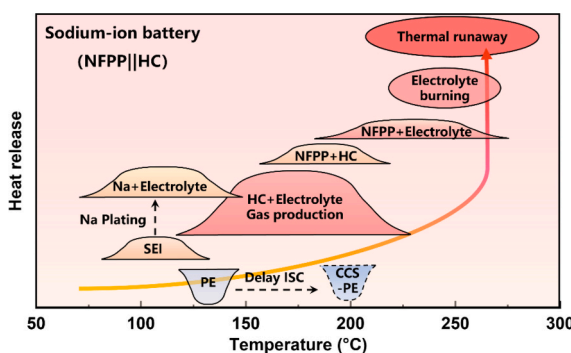 Sodium-ion battery
(NFPP||HC)
Thermal runaway
Electrolyte
burning
NFPP+Electrolyte
NFPP+HC
Na+Electrolyte
HC+Electrolyte
Gas production
Na Plating
SEI
PE
Delay ISC
CCS
-PE
Heat release
50
100
150
200
250
300
Temperature (°C)